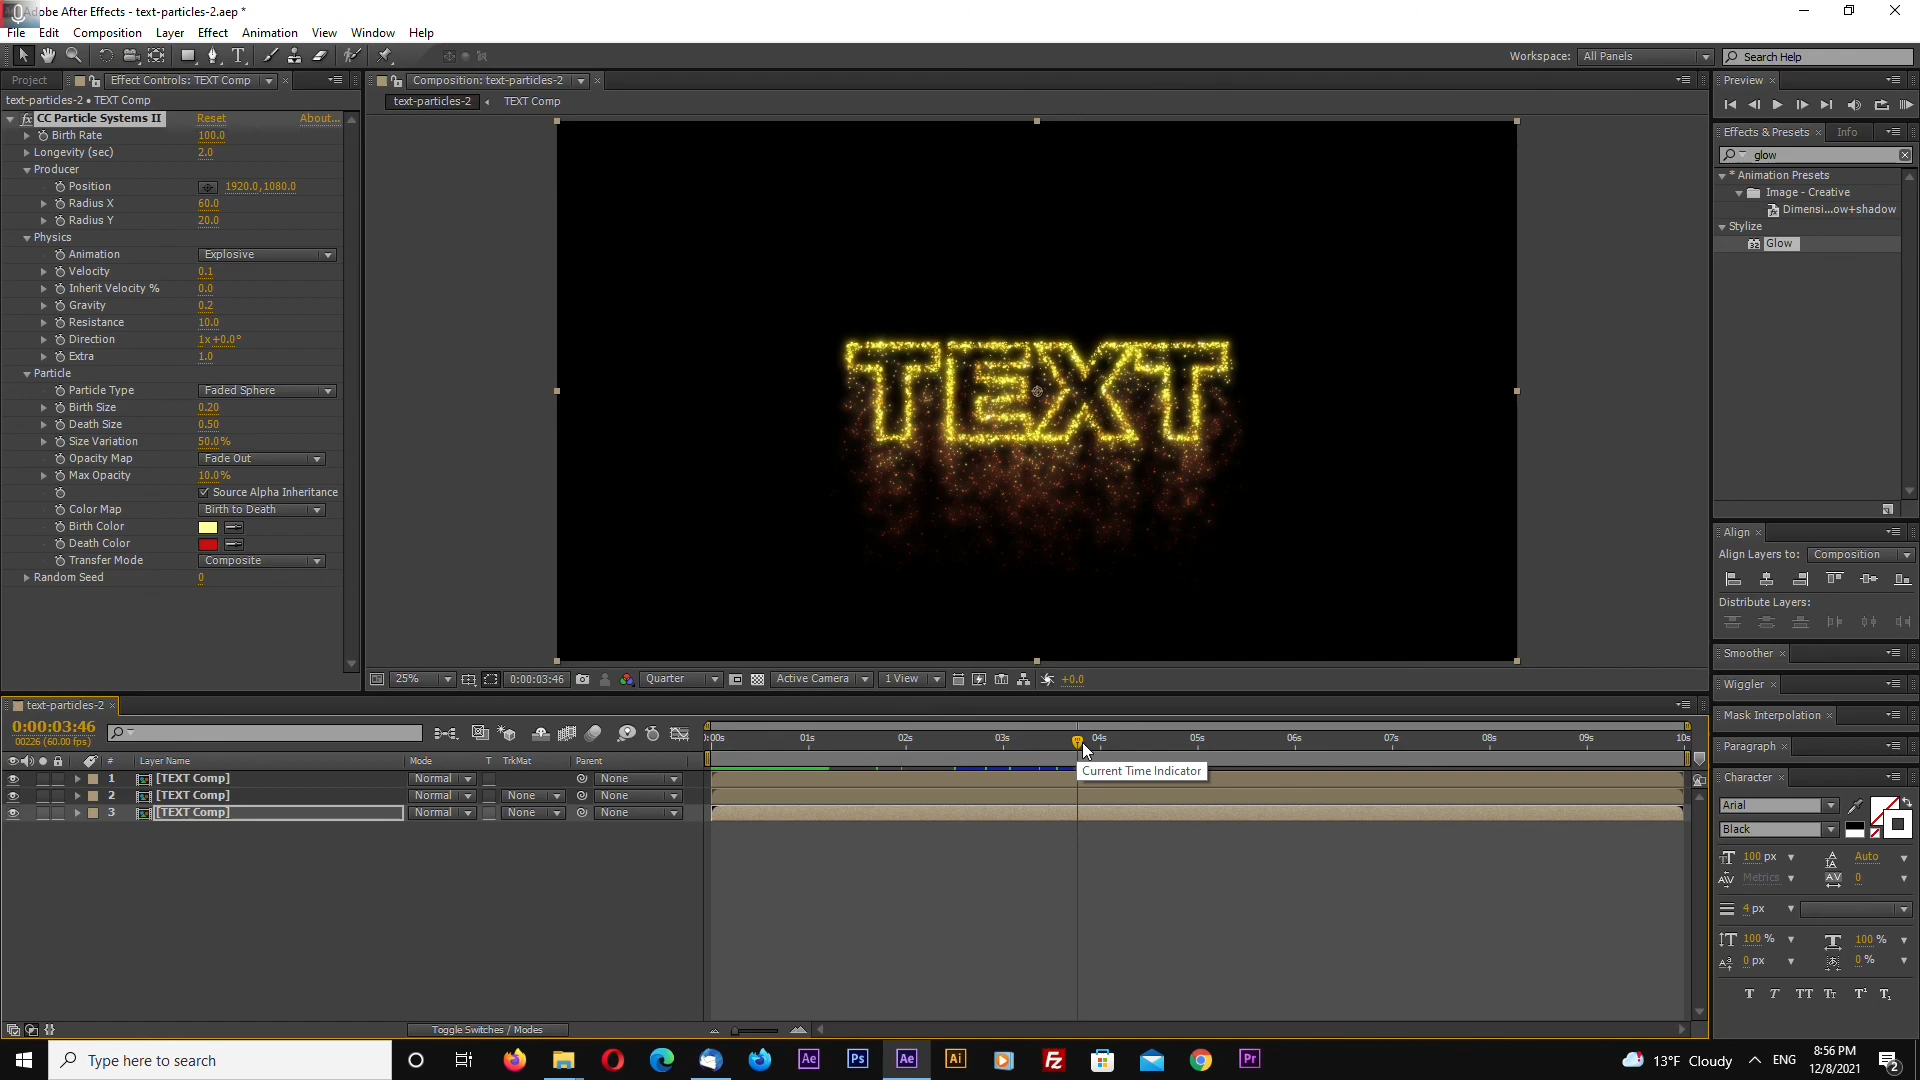 Adobe After Effects - text-particles-2.aep *
File Edit Composition Layer Effect Animation View Window Help
Workspace: All Panels Search Help
Project Effect Controls: TEXT Comp
text-particles-2 • TEXT Comp
CC Particle Systems II Reset About...
Birth Rate 100.0
Longevity (sec) 2.0
Producer
Position 1920.0,1080.0
Radius X 60.0
Radius Y 20.0
Physics
Animation Explosive
Velocity 0.1
Inherit Velocity % 0.0
Gravity 0.2
Resistance 10.0
Direction 1x+0.0°
Extra 1.0
Particle
Particle Type Faded Sphere
Birth Size 0.20
Death Size 0.50
Size Variation 50.0%
Opacity Map Fade Out
Max Opacity 10.0%
Source Alpha Inheritance
Color Map Birth to Death
Birth Color
Death Color
Transfer Mode Composite
Random Seed 0
Composition: text-particles-2
text-particles-2 TEXT Comp
TEXT
25% 0:00:03:46 Quarter Active Camera 1 View +0.0
Preview
Effects & Presets Info
glow
* Animation Presets
Image - Creative
Dimensi...ow+shadow
Stylize
Glow
Align
Align Layers to: Composition
Distribute Layers:
Smoother
Wiggler
Mask Interpolation
Paragraph
Character
Arial
Black
100 px Auto
Metrics 0
4 px
100 % 100 %
0 px 0 %
T T TT Tt T¹ T₁
text-particles-2
0:00:03:46
00226 (60.00 fps)
):00s 01s 02s 03s 04s 05s 06s 07s 08s 09s 10s
# Layer Name Mode T TrkMat Parent
1 [TEXT Comp] Normal None
2 [TEXT Comp] Normal None None
3 [TEXT Comp] Normal None None
Current Time Indicator
Toggle Switches / Modes
Type here to search
Ae Ps Ae Ai Fz Pr
13°F Cloudy ENG
8:56 PM
12/8/2021
2